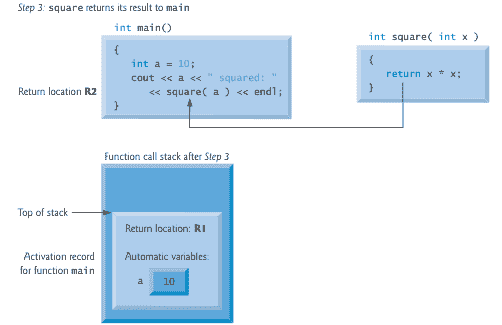 Step 3: square returns its result to main
int main()
{
int a = 10;
cout << a << " squared: "
<< square( a ) << endl;
}
Return location R2
int square( int x )
{
return x * x;
}
Function call stack after Step 3
Top of stack
Return location: R1
Activation record
for function main
Automatic variables:
a 10